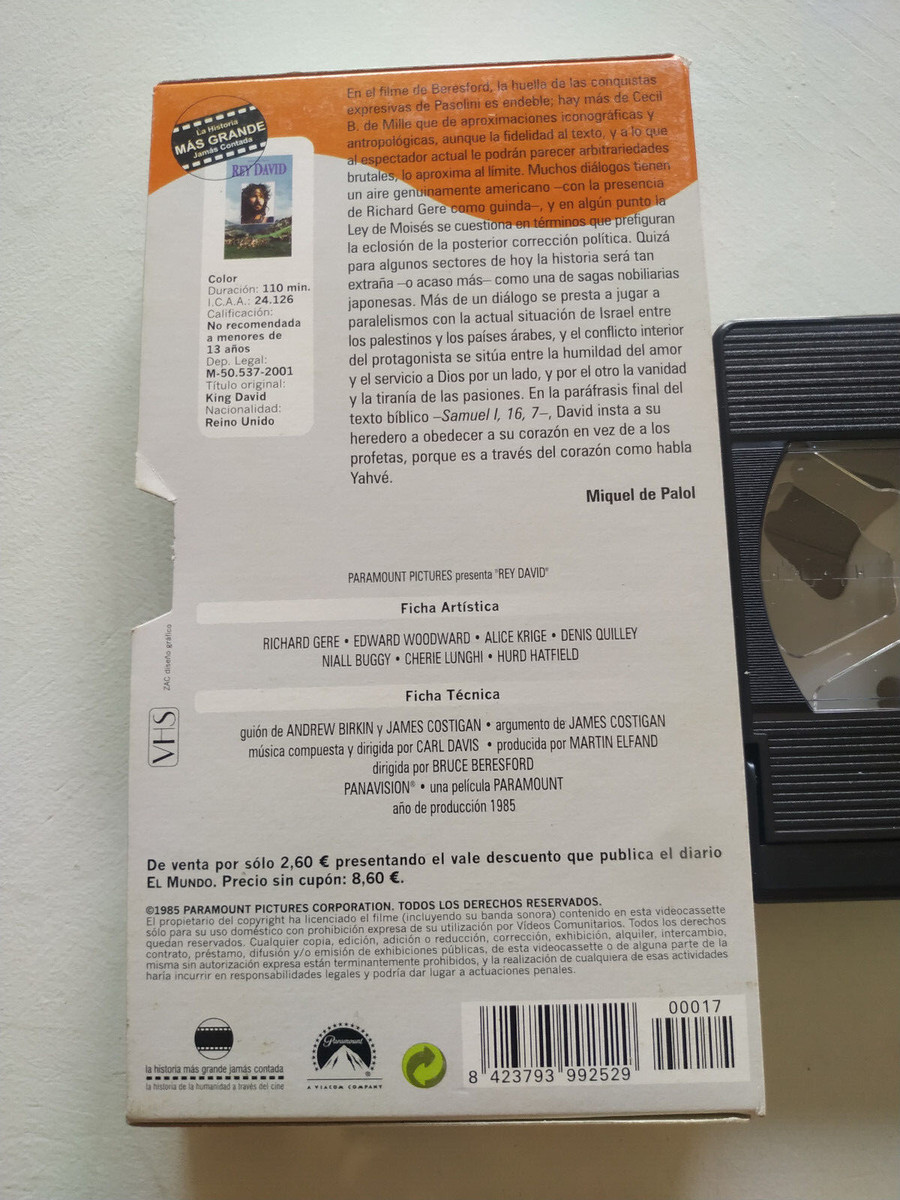 La Historia
MÁS GRANDE
Jamás Contada
REY DAVID
Color
Duración: 110 min.
I.C.A.A.: 24.126
Calificación:
No recomendada
a menores de
13 años
Dep. Legal:
M-50.537-2001
Título original:
King David
Nacionalidad:
Reino Unido
En el filme de Beresford, la huella de las conquistas
expresivas de Pasolini es endeble; hay más de Cecil
B. de Mille que de aproximaciones iconográficas y
antropológicas, aunque la fidelidad al texto, y a lo que
al espectador actual le podrán parecer arbitrariedades
brutales, lo aproxima al límite. Muchos diálogos tienen
un aire genuinamente americano –con la presencia
de Richard Gere como guinda–, y en algún punto la
Ley de Moisés se cuestiona en términos que prefiguran
la eclosión de la posterior corrección política. Quizá
para algunos sectores de hoy la historia será tan
extraña –o acaso más– como una de sagas nobiliarias
japonesas. Más de un diálogo se presta a jugar a
paralelismos con la actual situación de Israel entre
los palestinos y los países árabes, y el conflicto interior
del protagonista se sitúa entre la humildad del amor
y el servicio a Dios por un lado, y por el otro la vanidad
y la tiranía de las pasiones. En la paráfrasis final del
texto bíblico –Samuel I, 16, 7–, David insta a su
heredero a obedecer a su corazón en vez de a los
profetas, porque es a través del corazón como habla
Yahvé.
Miquel de Palol
PARAMOUNT PICTURES presenta "REY DAVID"
Ficha Artística
RICHARD GERE • EDWARD WOODWARD • ALICE KRIGE • DENIS QUILLEY
NIALL BUGGY • CHERIE LUNGHI • HURD HATFIELD
Ficha Técnica
guión de ANDREW BIRKIN y JAMES COSTIGAN • argumento de JAMES COSTIGAN
música compuesta y dirigida por CARL DAVIS • producida por MARTIN ELFAND
dirigida por BRUCE BERESFORD
PANAVISION® • una película PARAMOUNT
año de producción 1985
ZAC diseño gráfico
VHS
De venta por sólo 2,60 € presentando el vale descuento que publica el diario
EL MUNDO. Precio sin cupón: 8,60 €.
©1985 PARAMOUNT PICTURES CORPORATION. TODOS LOS DERECHOS RESERVADOS.
El propietario del copyright ha licenciado el filme (incluyendo su banda sonora) contenido en esta videocassette
sólo para su uso doméstico con prohibición expresa de su utilización por Vídeos Comunitarios. Todos los derechos
quedan reservados. Cualquier copia, edición, adición o reducción, corrección, exhibición, alquiler, intercambio,
contrato, préstamo, difusión y/o emisión de exhibiciones públicas, de esta videocassette o de alguna parte de la
misma sin autorización expresa están terminantemente prohibidos, y la realización de cualquiera de esas actividades
haría incurrir en responsabilidades legales y podría dar lugar a actuaciones penales.
la historia más grande jamás contada
la historia de la humanidad a través del cine
Paramount
A VIACOM COMPANY
8 423793 992529
00017